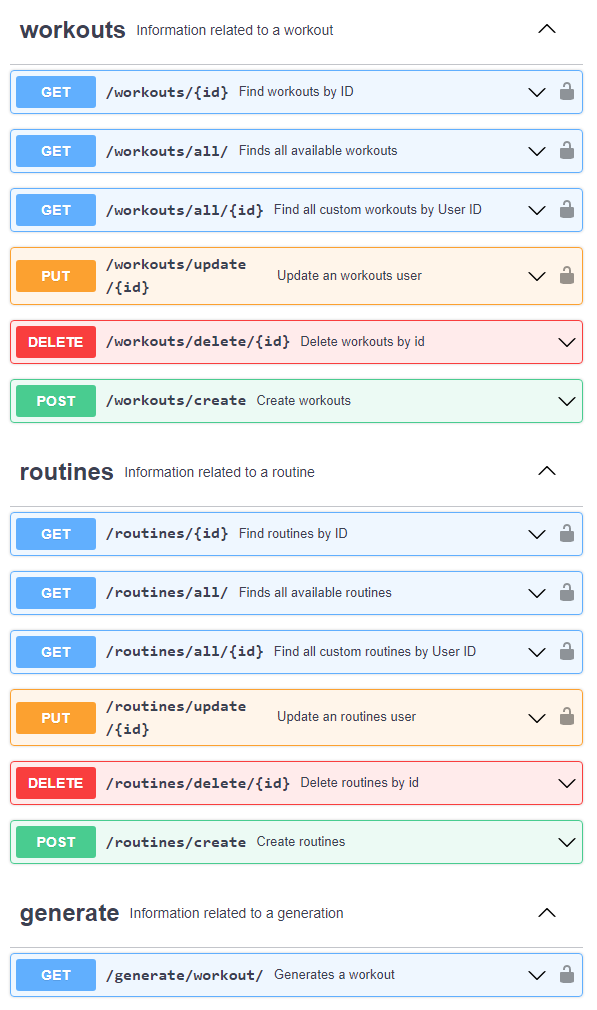 workouts Information related to a workout
GET /workouts/{id} Find workouts by ID
GET /workouts/all/ Finds all available workouts
GET /workouts/all/{id} Find all custom workouts by User ID
PUT /workouts/update
/{id} Update an workouts user
DELETE /workouts/delete/{id} Delete workouts by id
POST /workouts/create Create workouts
routines Information related to a routine
GET /routines/{id} Find routines by ID
GET /routines/all/ Finds all available routines
GET /routines/all/{id} Find all custom routines by User ID
PUT /routines/update
/{id} Update an routines user
DELETE /routines/delete/{id} Delete routines by id
POST /routines/create Create routines
generate Information related to a generation
GET /generate/workout/ Generates a workout